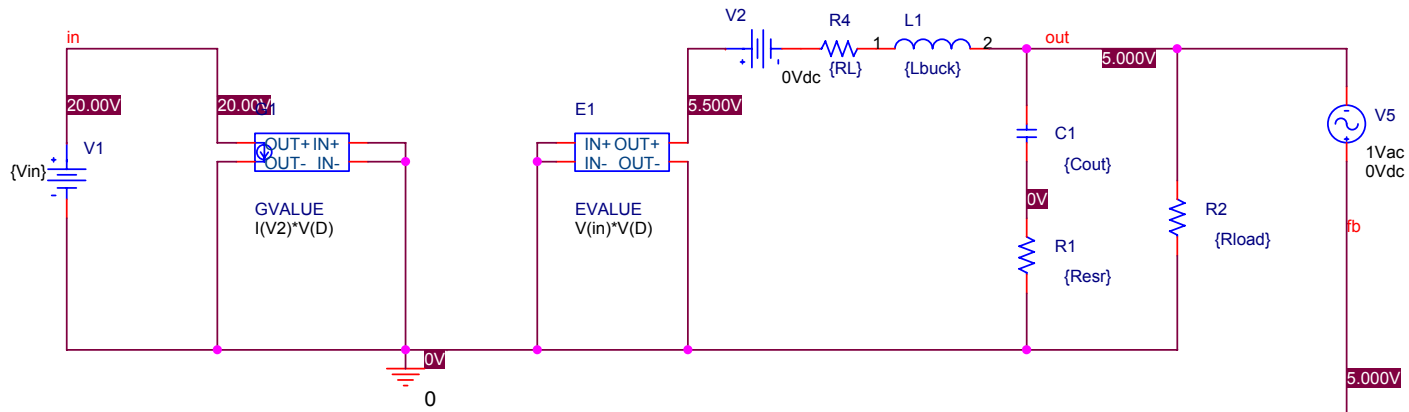 V2
R4
L1
in
1
2
out
0Vdc
{RL}
{Lbuck}
5.000V
20.00V
20.00V
G1
E1
5.500V
V5
V1
OUT+ IN+
IN+ OUT+
C1
{Vin}
OUT- IN-
IN- OUT-
1Vac
0Vdc
{Cout}
GVALUE
EVALUE
0V
R2
I(V2)*V(D)
V(in)*V(D)
fb
R1
{Rload}
{Resr}
0V
5.000V
0